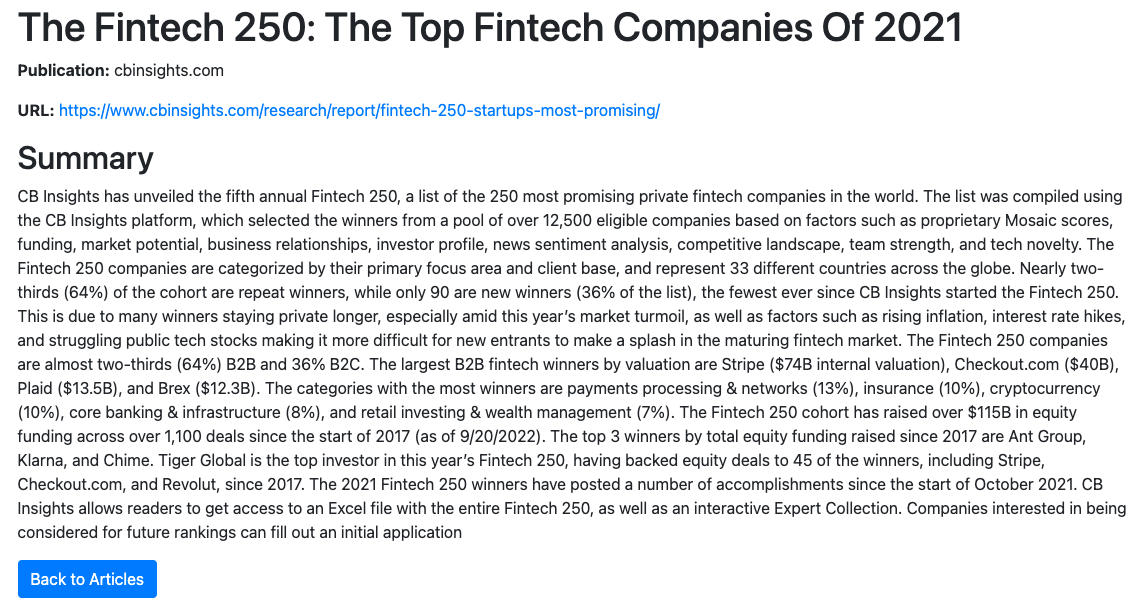 The Fintech 250: The Top Fintech Companies Of 2021
Publication: cbinsights.com
URL: https://www.cbinsights.com/research/report/fintech-250-startups-most-promising/
Summary
CB Insights has unveiled the fifth annual Fintech 250, a list of the 250 most promising private fintech companies in the world. The list was compiled using
the CB Insights platform, which selected the winners from a pool of over 12,500 eligible companies based on factors such as proprietary Mosaic scores,
funding, market potential, business relationships, investor profile, news sentiment analysis, competitive landscape, team strength, and tech novelty. The
Fintech 250 companies are categorized by their primary focus area and client base, and represent 33 different countries across the globe. Nearly two-
thirds (64%) of the cohort are repeat winners, while only 90 are new winners (36% of the list), the fewest ever since CB Insights started the Fintech 250.
This is due to many winners staying private longer, especially amid this year’s market turmoil, as well as factors such as rising inflation, interest rate hikes,
and struggling public tech stocks making it more difficult for new entrants to make a splash in the maturing fintech market. The Fintech 250 companies
are almost two-thirds (64%) B2B and 36% B2C. The largest B2B fintech winners by valuation are Stripe ($74B internal valuation), Checkout.com ($40B),
Plaid ($13.5B), and Brex ($12.3B). The categories with the most winners are payments processing & networks (13%), insurance (10%), cryptocurrency
(10%), core banking & infrastructure (8%), and retail investing & wealth management (7%). The Fintech 250 cohort has raised over $115B in equity
funding across over 1,100 deals since the start of 2017 (as of 9/20/2022). The top 3 winners by total equity funding raised since 2017 are Ant Group,
Klarna, and Chime. Tiger Global is the top investor in this year’s Fintech 250, having backed equity deals to 45 of the winners, including Stripe,
Checkout.com, and Revolut, since 2017. The 2021 Fintech 250 winners have posted a number of accomplishments since the start of October 2021. CB
Insights allows readers to get access to an Excel file with the entire Fintech 250, as well as an interactive Expert Collection. Companies interested in being
considered for future rankings can fill out an initial application
Back to Articles